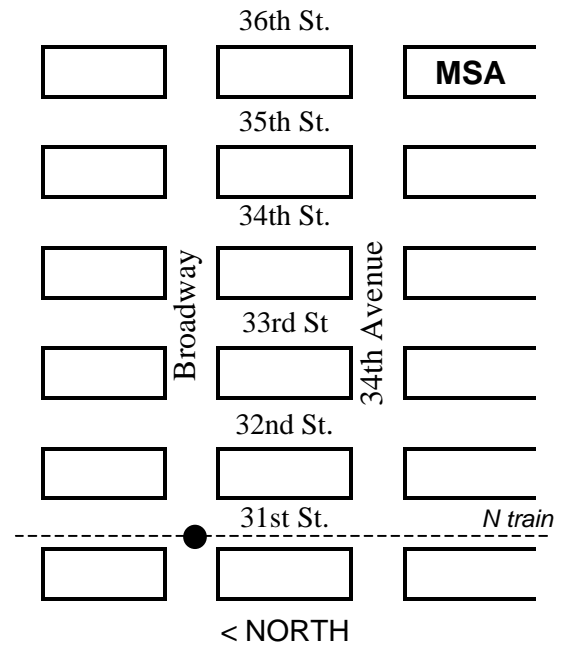 36th St.
MSA
35th St.
34th St.
Broadway
34th Avenue
33rd St
32nd St.
31st St.
N train
< NORTH